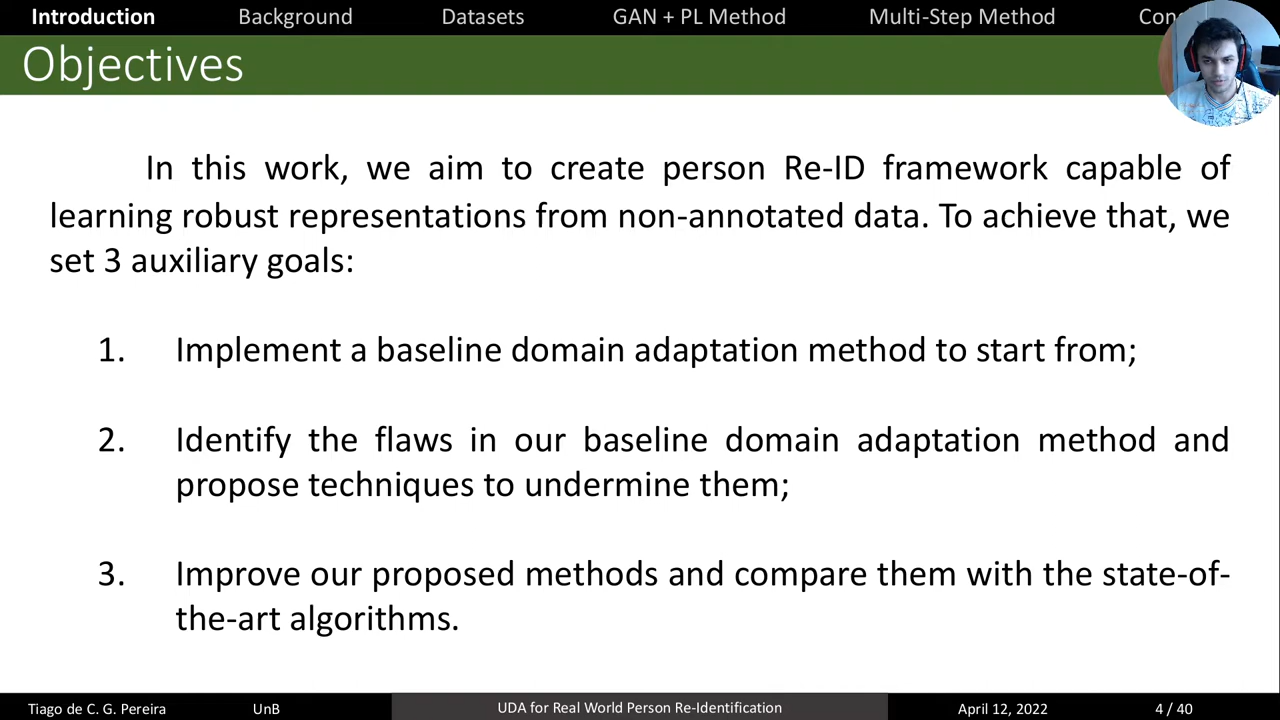 Introduction Background Datasets GAN + PL Method Multi-Step Method
Objectives
In this work, we aim to create person Re-ID framework capable of
learning robust representations from non-annotated data. To achieve that, we
set 3 auxiliary goals:
1. Implement a baseline domain adaptation method to start from;
2. Identify the flaws in our baseline domain adaptation method and
propose techniques to undermine them;
3. Improve our proposed methods and compare them with the state-of-
the-art algorithms.
Tiago de C. G. Pereira UnB UDA for Real World Person Re-Identification April 12, 2022 4 / 40